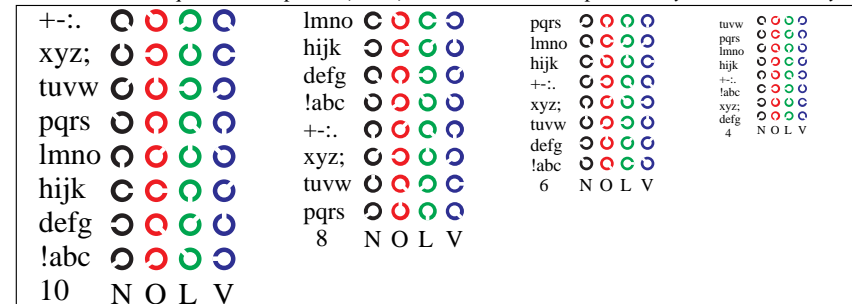 +-:.
xyz;
tuvw
pqrs
lmno
hijk
defg
!abc
10 N O L V
lmno
hijk
defg
!abc
+-:.
xyz;
tuvw
pqrs
8 N O L V
pqrs
lmno
hijk
+-:.
xyz;
tuvw
defg
!abc
6 N O L V
tuvw
pqrs
lmno
hijk
+-:.
!abc
xyz;
defg
4 N O L V